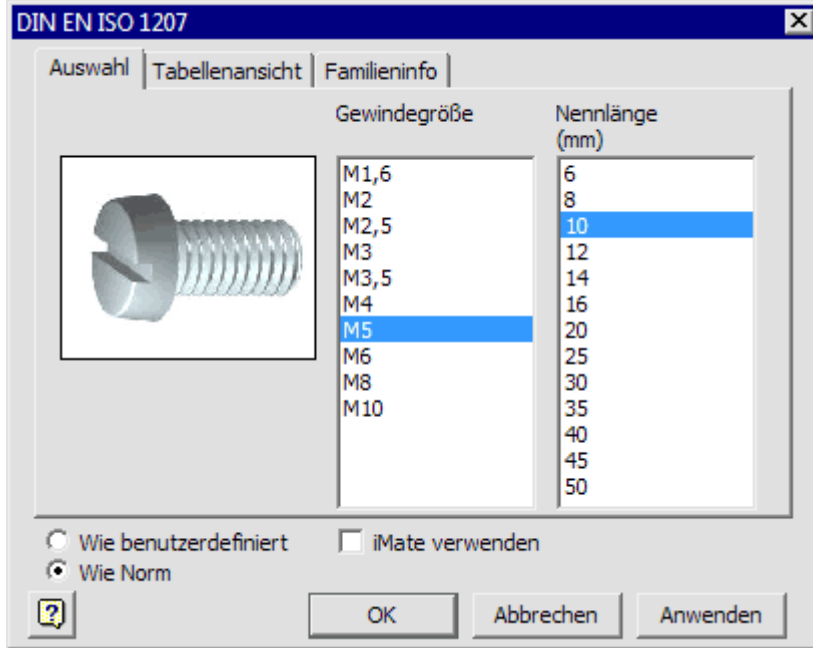 DIN EN ISO 1207
Auswahl
Tabellenansicht
Familieninfo
Gewindegröße
M1,6
M2
M2,5
M3
M3,5
M4
M5
M6
M8
M10
Nennlänge
(mm)
6
8
10
12
14
16
20
25
30
35
40
45
50
Wie benutzerdefiniert
iMate verwenden
Wie Norm
?
OK
Abbrechen
Anwenden